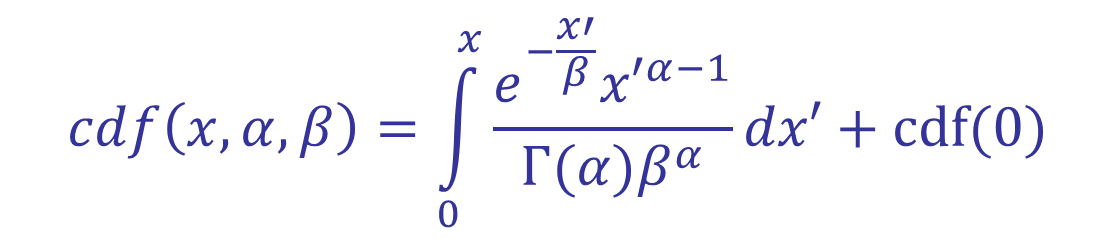 cdf(x, α, β) = ∫₀ˣ (e^(−x′/β) x′^(α−1))/(Γ(α)β^α) dx′ + cdf(0)